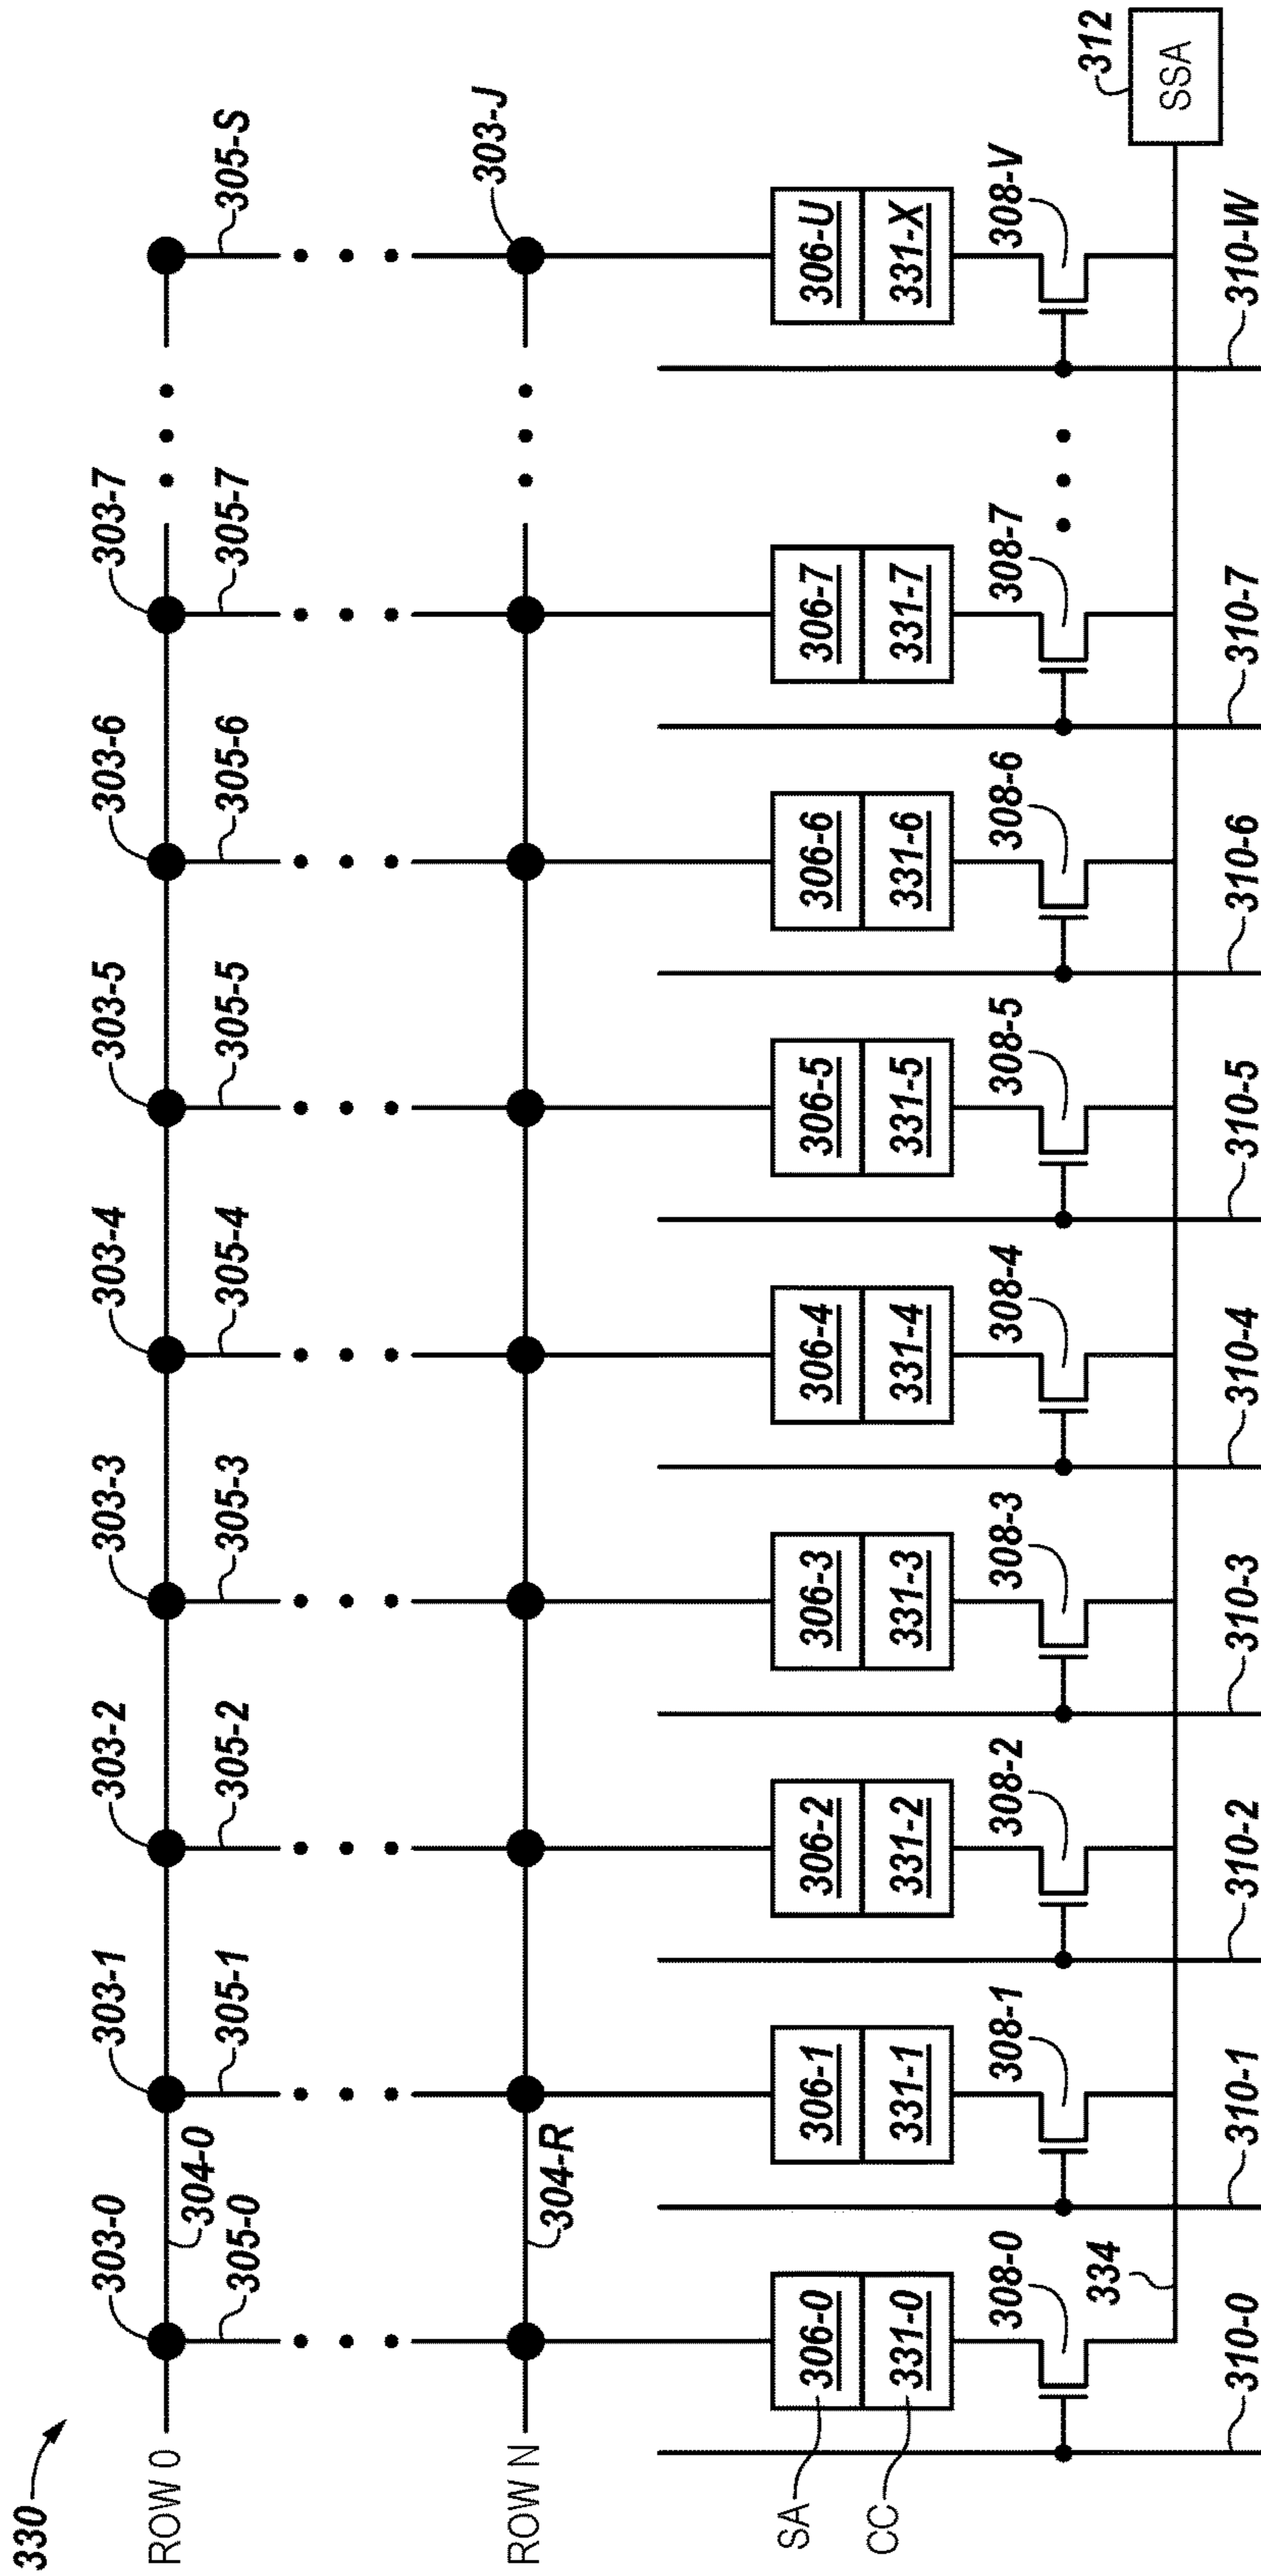 330
303-0 303-1 303-2 303-3 303-4 303-5 303-6 303-7
ROW 0
304-0
305-0 305-1 305-2 305-3 305-4 305-5 305-6 305-7 305-S
303-J
ROW N
304-R
SA
306-0 306-1 306-2 306-3 306-4 306-5 306-6 306-7 306-U
CC
331-0 331-1 331-2 331-3 331-4 331-5 331-6 331-7 331-X
308-0 308-1 308-2 308-3 308-4 308-5 308-6 308-7 308-V
334
312
SSA
310-0 310-1 310-2 310-3 310-4 310-5 310-6 310-7 310-W